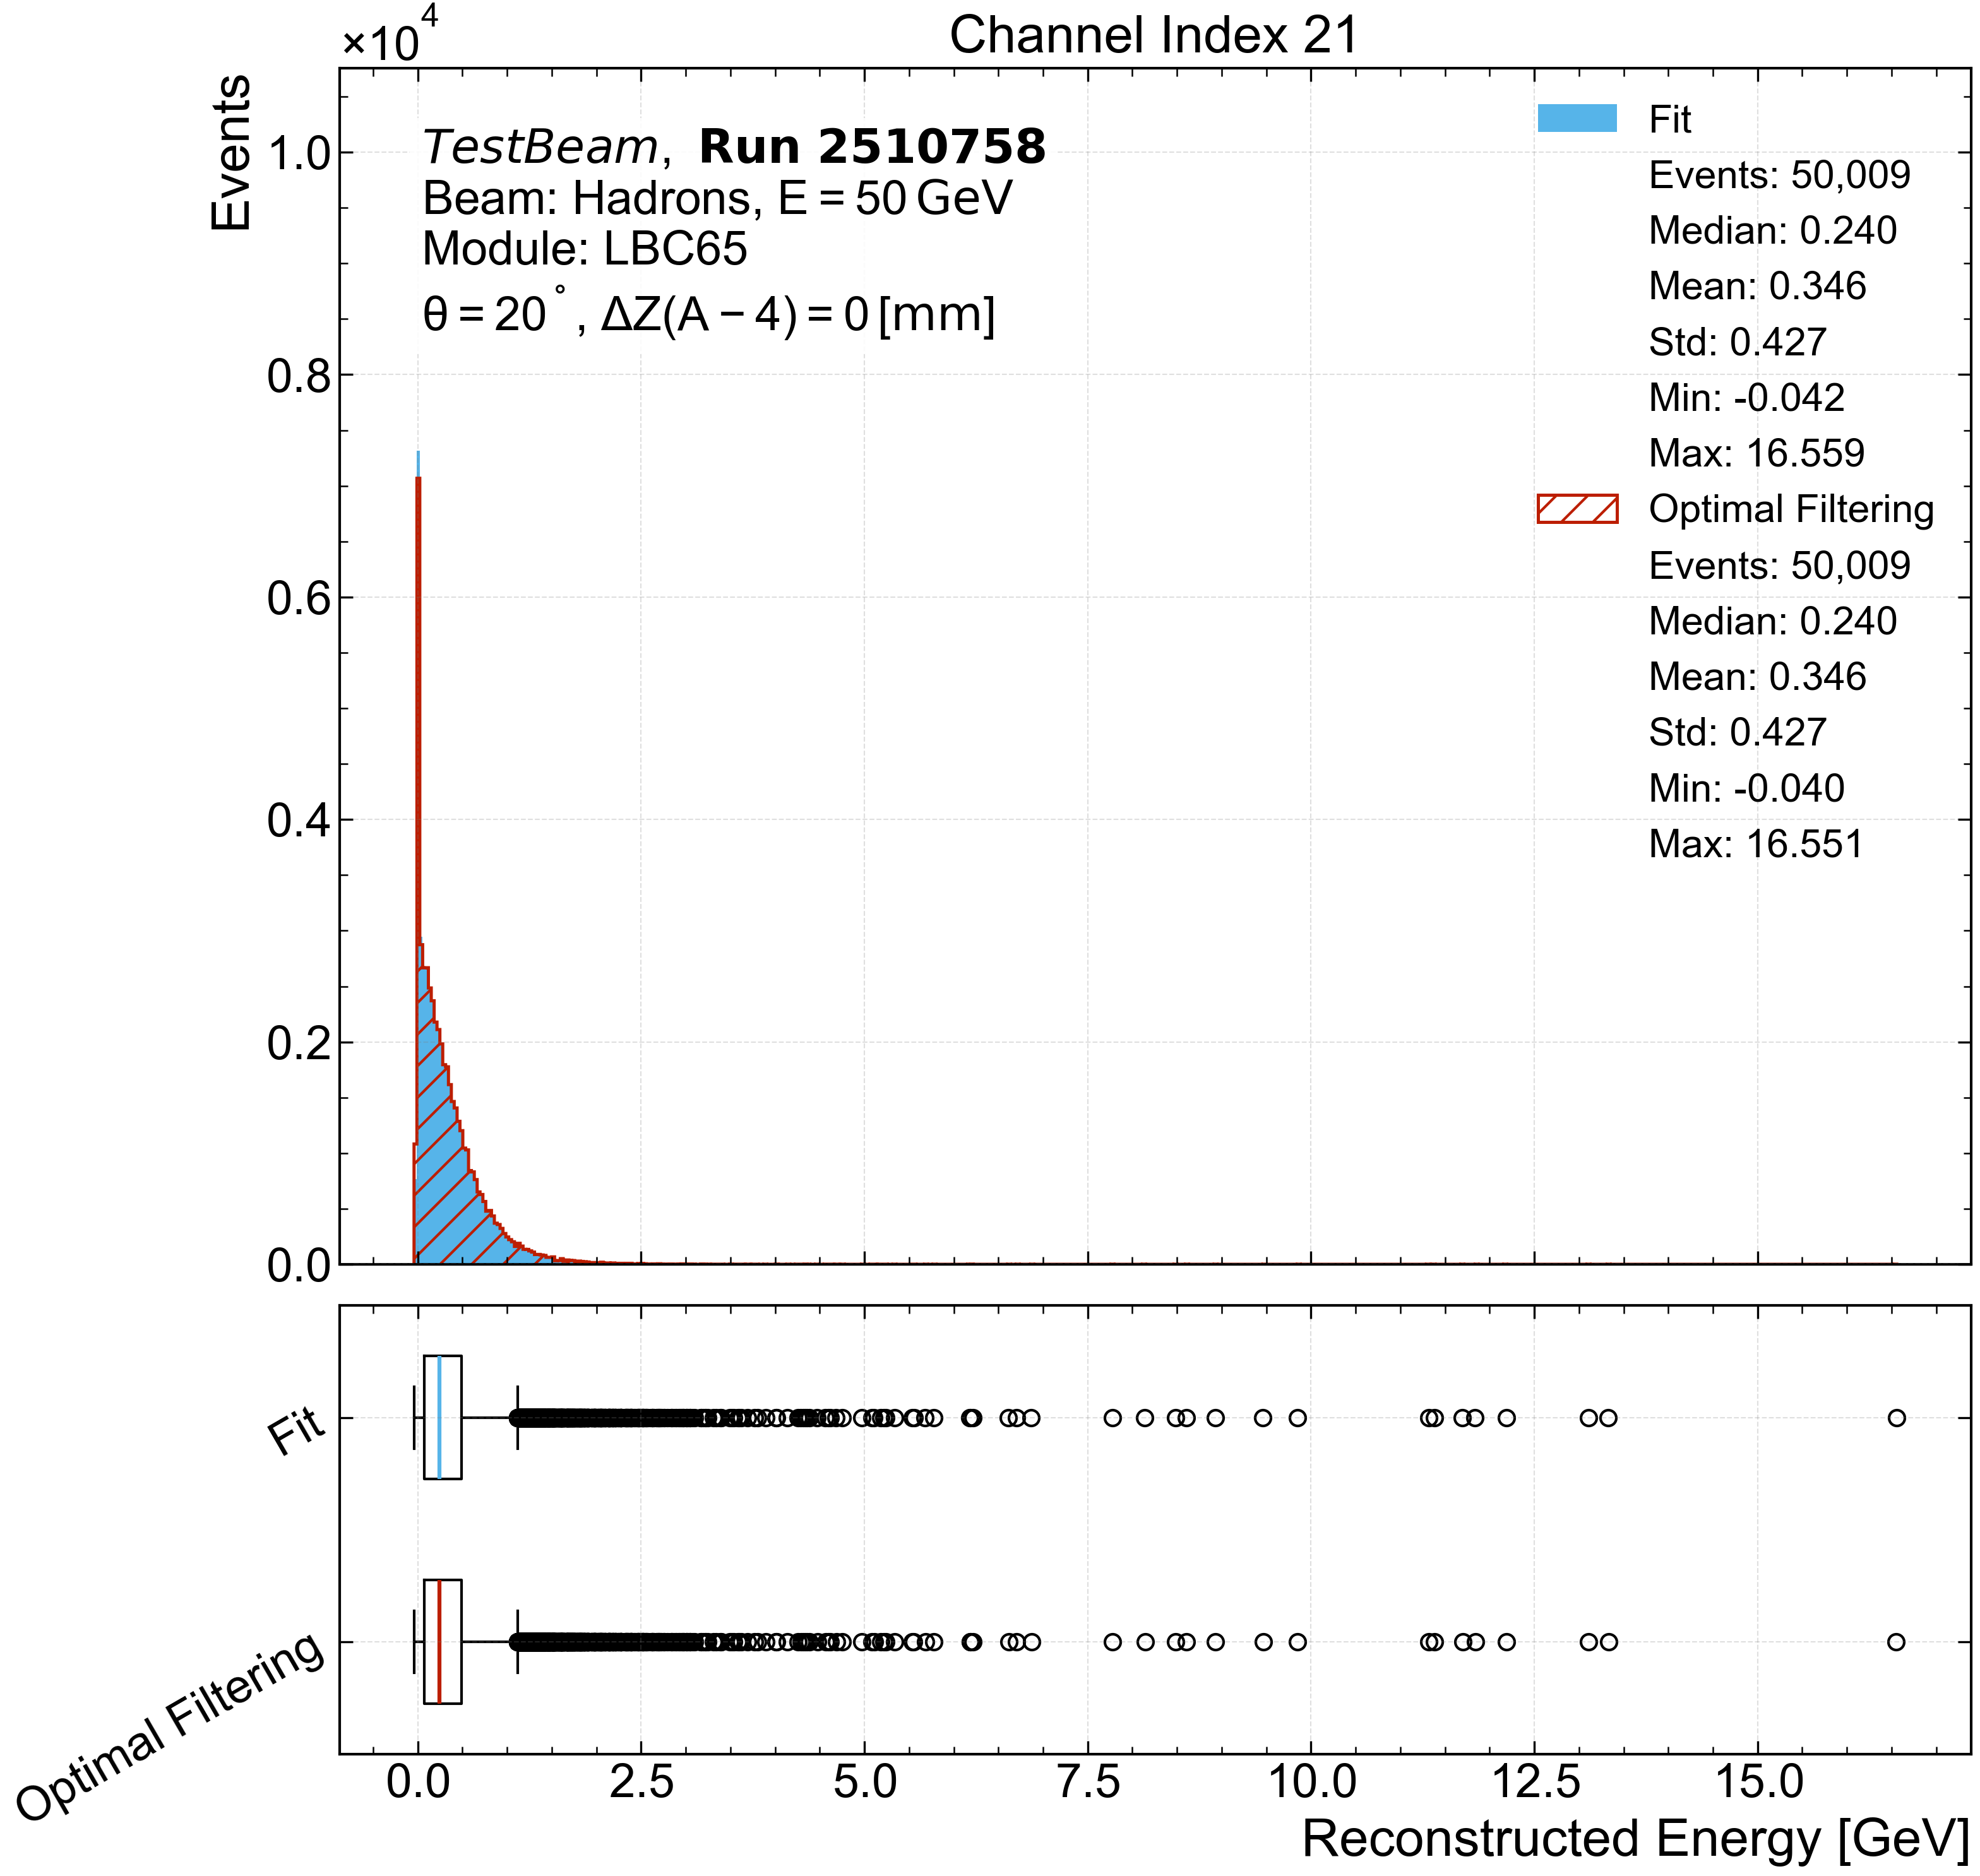 Channel Index 21
×10^4
Events
TestBeam, Run 2510758
Beam: Hadrons, E = 50 GeV
Module: LBC65
θ = 20°, ΔZ(A − 4) = 0 [mm]
Fit
Events: 50,009
Median: 0.240
Mean: 0.346
Std: 0.427
Min: -0.042
Max: 16.559
Optimal Filtering
Events: 50,009
Median: 0.240
Mean: 0.346
Std: 0.427
Min: -0.040
Max: 16.551
1.0
0.8
0.6
0.4
0.2
0.0
Fit
Optimal Filtering
0.0 2.5 5.0 7.5 10.0 12.5 15.0
Reconstructed Energy [GeV]